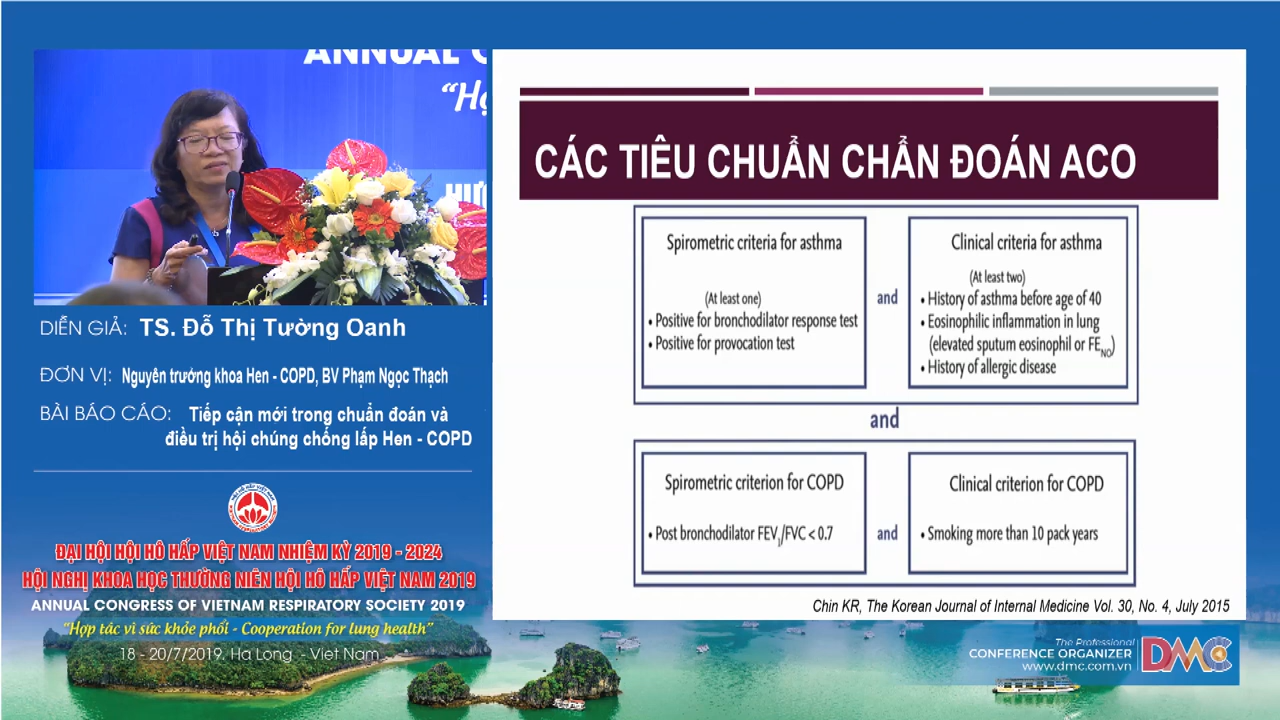 ANNUAL C
“Hợ
DIỄN GIẢ: TS. Đỗ Thị Tường Oanh
ĐƠN VỊ: Nguyên trưởng khoa Hen - COPD, BV Phạm Ngọc Thạch
BÀI BÁO CÁO: Tiếp cận mới trong chuẩn đoán và
điều trị hội chứng chồng lấp Hen - COPD
ĐẠI HỘI HỘI HÔ HẤP VIỆT NAM NHIỆM KỲ 2019 - 2024
HỘI NGHỊ KHOA HỌC THƯỜNG NIÊN HỘI HÔ HẤP VIỆT NAM 2019
ANNUAL CONGRESS OF VIETNAM RESPIRATORY SOCIETY 2019
“Hợp tác vì sức khỏe phổi - Cooperation for lung health”
18 - 20/7/2019. Ha Long - Viet Nam
CÁC TIÊU CHUẨN CHẨN ĐOÁN ACO
Spirometric criteria for asthma
(At least one)
• Positive for bronchodilator response test
• Positive for provocation test
and
Clinical criteria for asthma
(At least two)
• History of asthma before age of 40
• Eosinophilic inflammation in lung
(elevated sputum eosinophil or FENO)
• History of allergic disease
and
Spirometric criterion for COPD
• Post bronchodilator FEV1/FVC < 0.7
and
Clinical criterion for COPD
• Smoking more than 10 pack years
Chin KR, The Korean Journal of Internal Medicine Vol. 30, No. 4, July 2015
The Professional
CONFERENCE ORGANIZER
www.dmc.com.vn
DMC